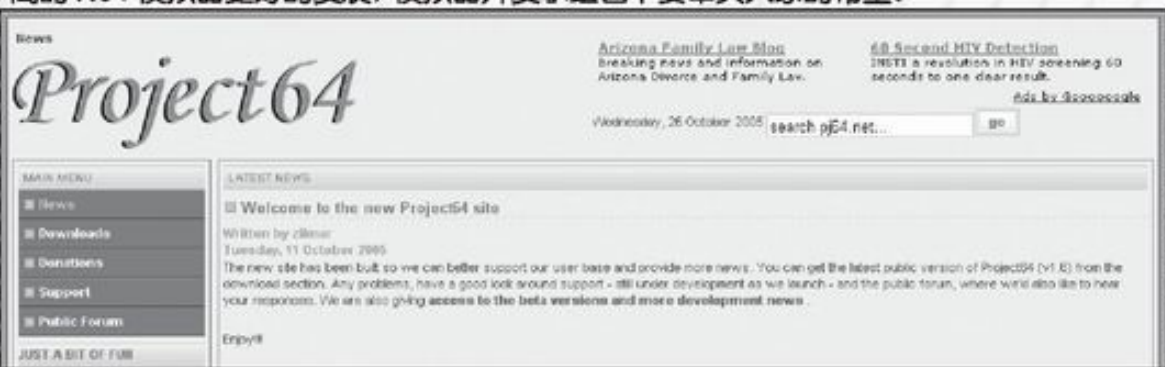 News
Project64
Arizona Family Law Blog
Breaking news and information on
Arizona Divorce and Family Law.
60 Second HIV Detection
INSTI a revolution in HIV screening 60
seconds to one clear result.
Ads by Goooooogle
Wednesday, 26 October 2005
search pj64.net...
go
MAIN MENU
News
Downloads
Donations
Support
Public Forum
JUST A BIT OF FUN
LATEST NEWS
Welcome to the new Project64 site
Written by zilmar
Tuesday, 11 October 2005
The new site has been built so we can better support our user base and provide more news. You can get the latest public version of Project64 (v1.6) from the
download section. Any problems, have a good look around support - still under development as we launch - and the public forum, where we'd also like to hear
your responses. We are also giving access to the beta versions and more development news.
Enjoy!!!